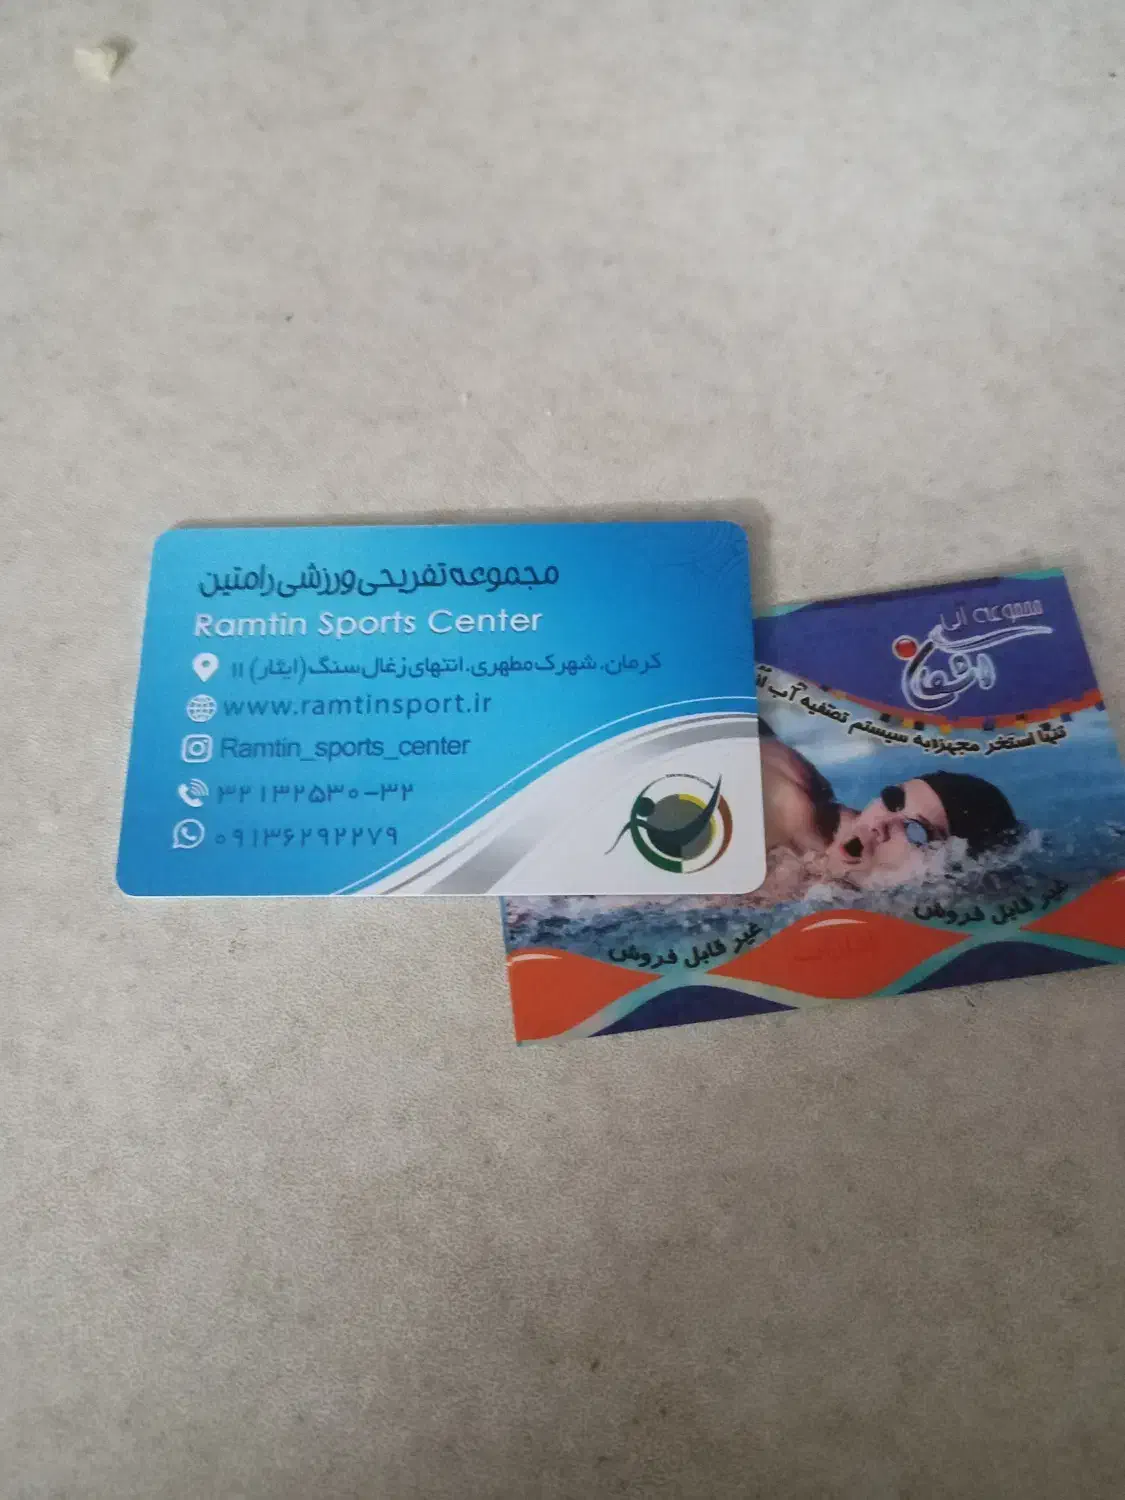 مجموعه تفریحی ورزشی رامتین
Ramtin Sports Center
کرمان، شهرک مطهری، انتهای زغال سنگ (ایثار) ۱۱
www.ramtinsport.ir
Ramtin_sports_center
۳۲۱۳۲۵۳۰-۳۲
۰۹۱۳۶۲۹۲۲۷۹
مجموعه آبی
تنها استخر مجهز به سیستم تصفیه آب
غیر قابل فروش
غیر قابل فروش